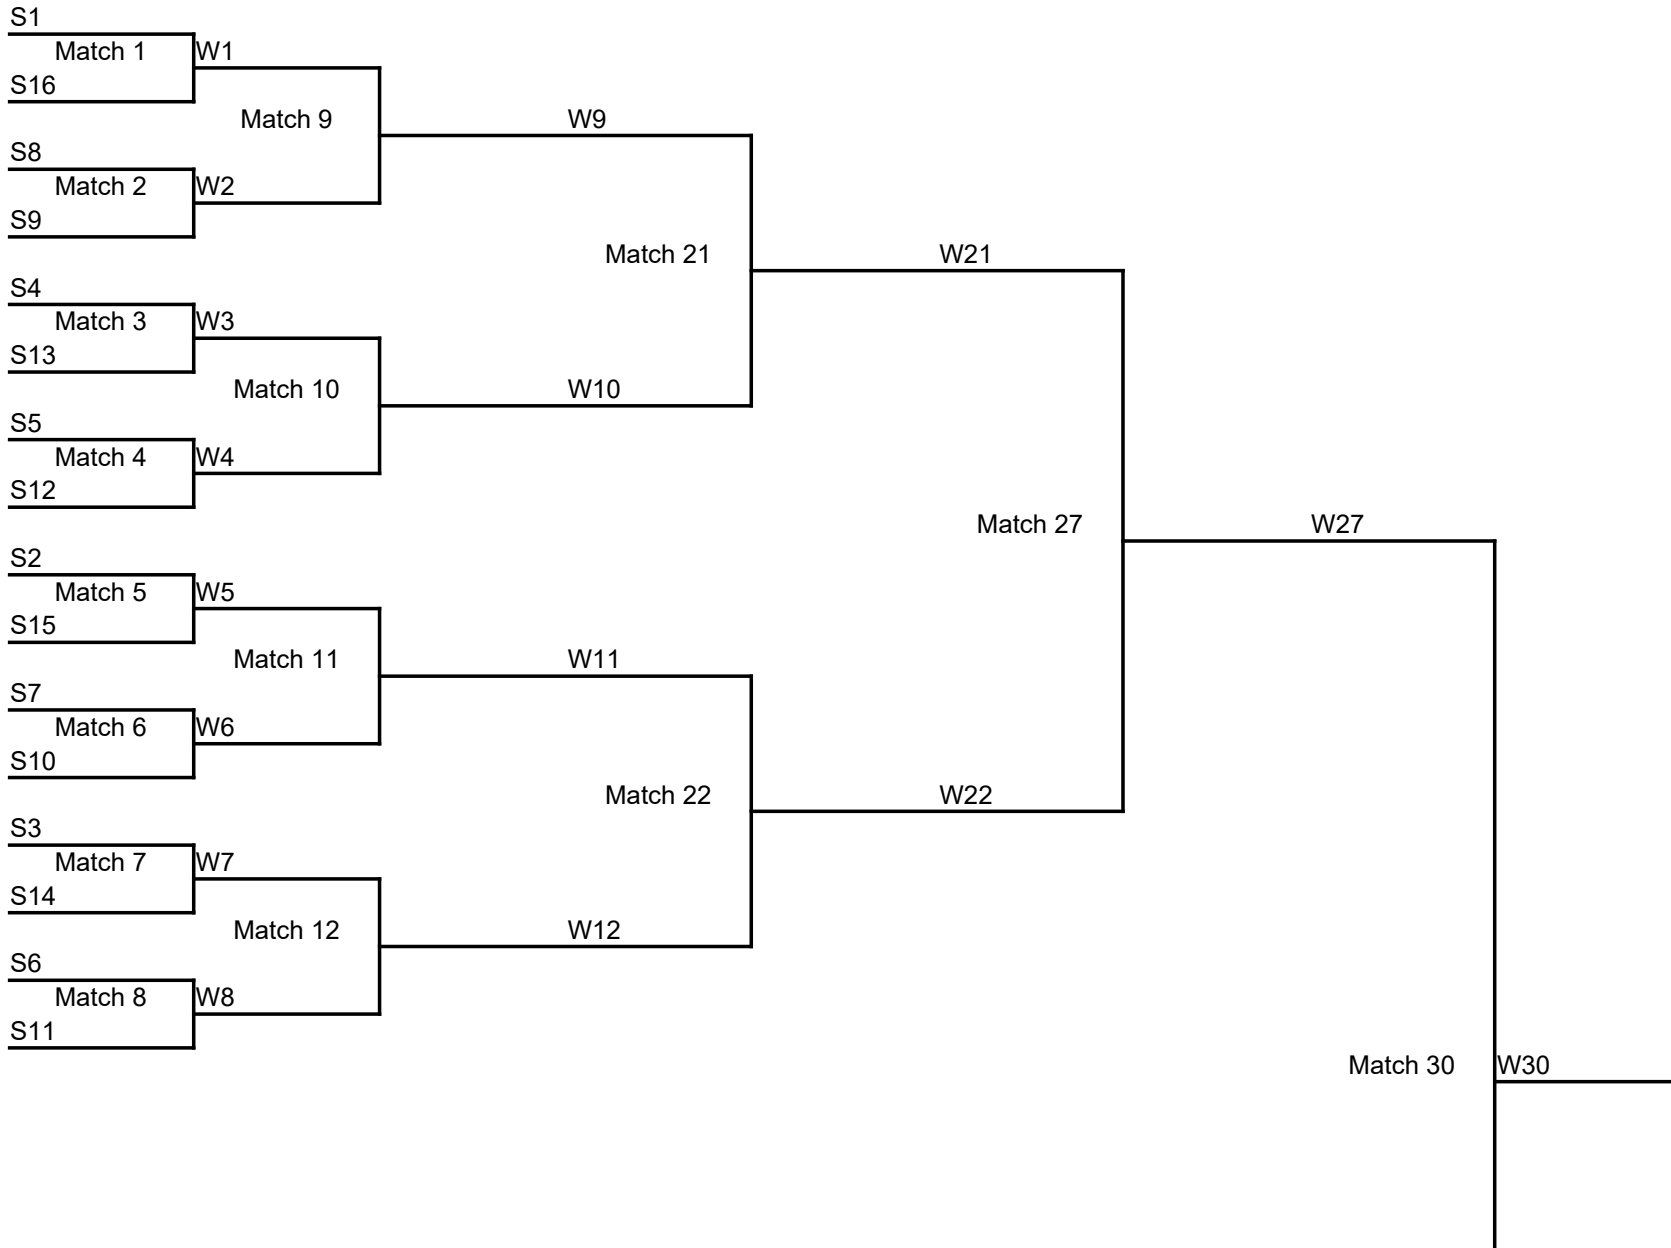 S1
Match 1 W1
S16
Match 9 W9
S8
Match 2 W2
S9
Match 21 W21
S4
Match 3 W3
S13
Match 10 W10
S5
Match 4 W4
S12
Match 27 W27
S2
Match 5 W5
S15
Match 11 W11
S7
Match 6 W6
S10
Match 22 W22
S3
Match 7 W7
S14
Match 12 W12
S6
Match 8 W8
S11
Match 30 W30